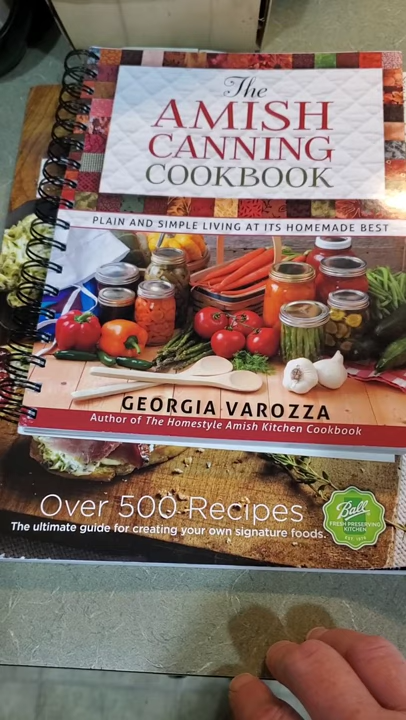 The
AMISH
CANNING
COOKBOOK
PLAIN AND SIMPLE LIVING AT ITS HOMEMADE BEST
GEORGIA VAROZZA
Author of The Homestyle Amish Kitchen Cookbook
Over 500 Recipes
The ultimate guide for creating your own signature foods.
Ball
FRESH PRESERVING
KITCHEN
EST. 1884